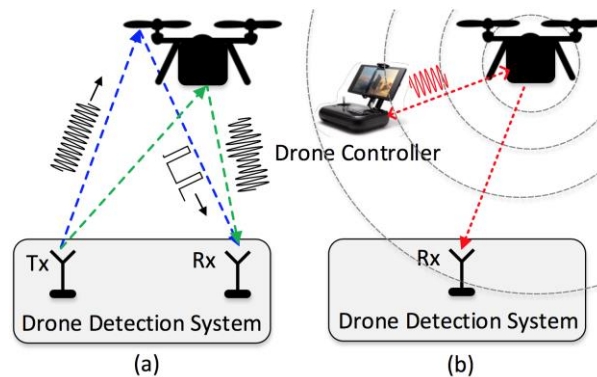 Drone Controller
Tx
Rx
Drone Detection System
(a)
Rx
Drone Detection System
(b)